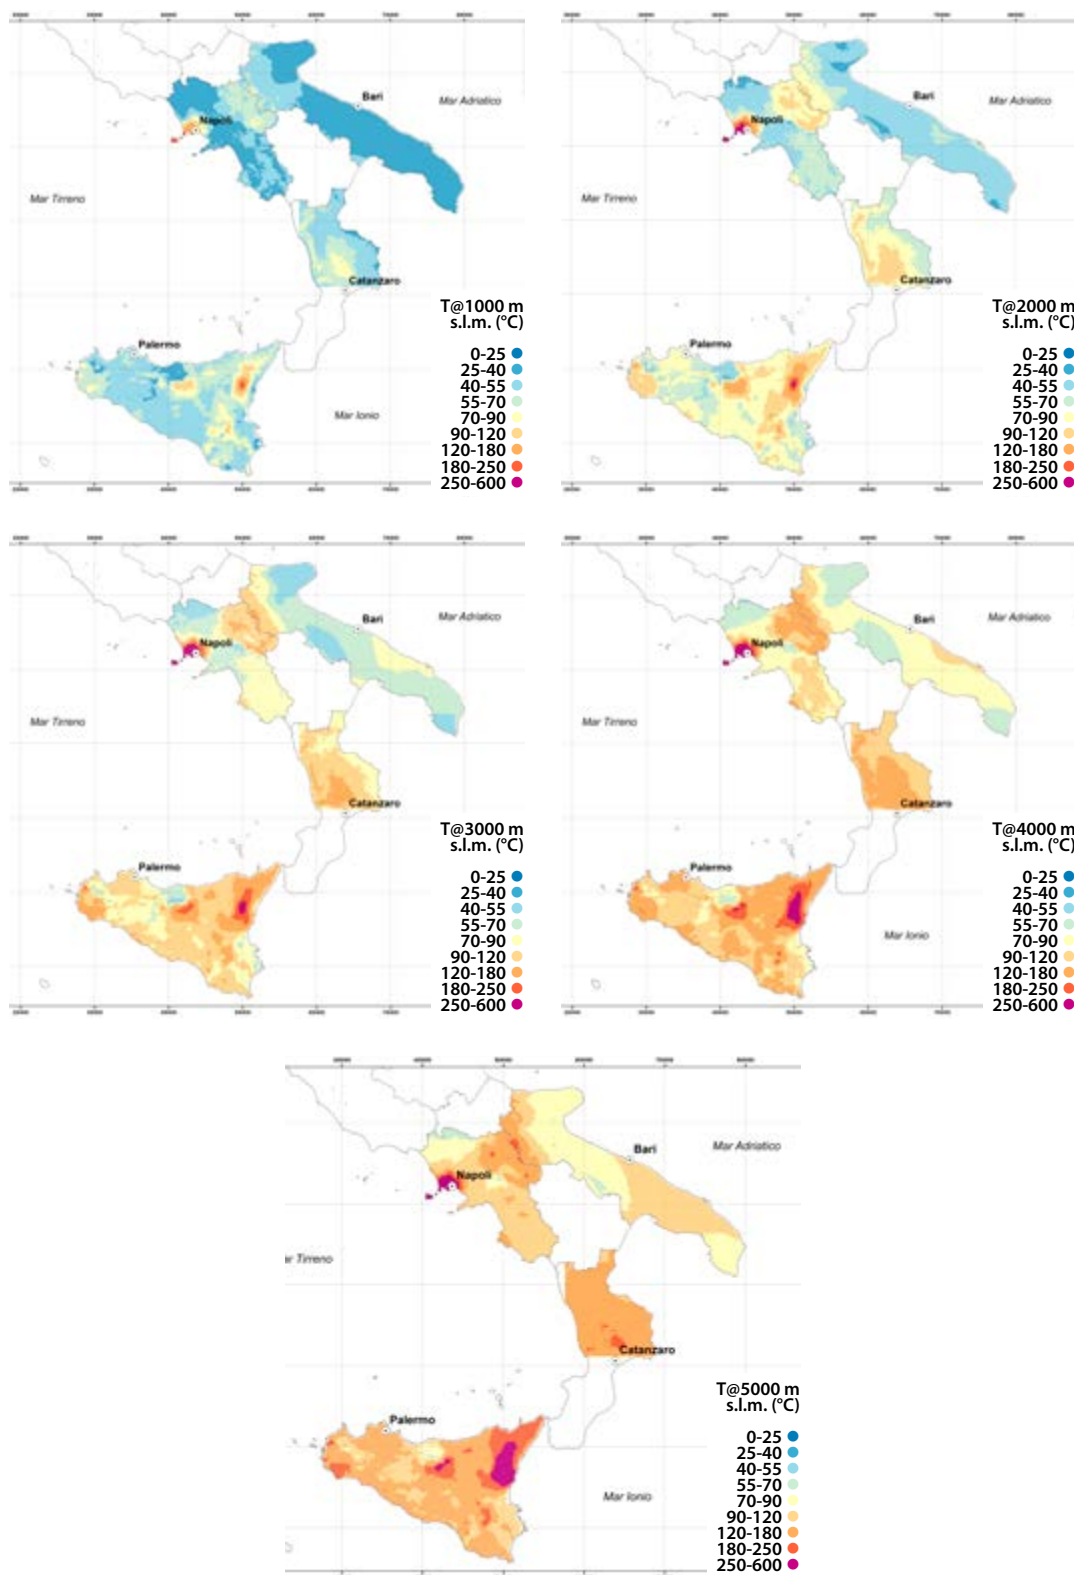 Bari
Mar Adriatico
Napoli
Mar Tirreno
Catanzaro
Palermo
Mar Ionio
T@1000 m
s.l.m. (°C)
0-25
25-40
40-55
55-70
70-90
90-120
120-180
180-250
250-600
Bari
Mar Adriatico
Napoli
Mar Tirreno
Catanzaro
Palermo
T@2000 m
s.l.m. (°C)
0-25
25-40
40-55
55-70
70-90
90-120
120-180
180-250
250-600
Bari
Mar Adriatico
Napoli
Mar Tirreno
Catanzaro
Palermo
T@3000 m
s.l.m. (°C)
0-25
25-40
40-55
55-70
70-90
90-120
120-180
180-250
250-600
Bari
Mar Adriatico
Napoli
Mar Tirreno
Catanzaro
Palermo
Mar Ionio
T@4000 m
s.l.m. (°C)
0-25
25-40
40-55
55-70
70-90
90-120
120-180
180-250
250-600
Bari
Mar Adriatico
Napoli
ar Tirreno
Catanzaro
Palermo
Mar Ionio
T@5000 m
s.l.m. (°C)
0-25
25-40
40-55
55-70
70-90
90-120
120-180
180-250
250-600